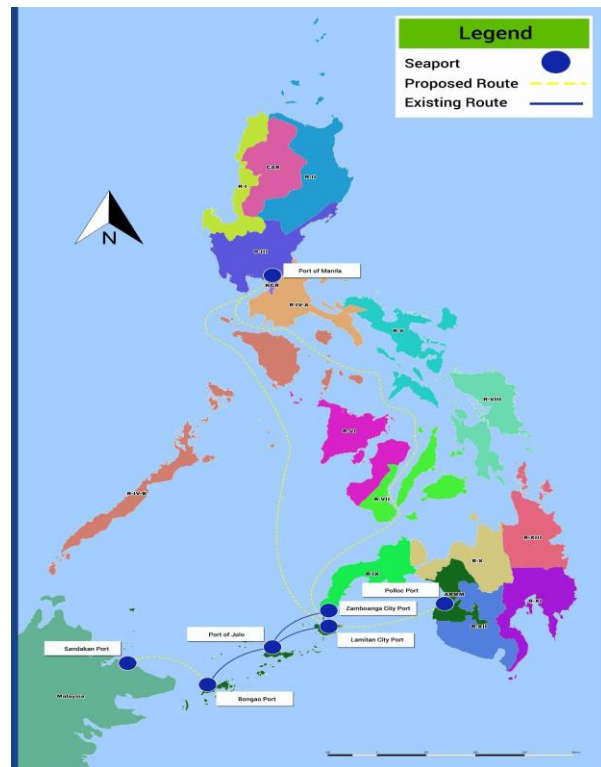 Legend
Seaport
Proposed Route
Existing Route
N
R-I
CAR
R-II
R-III
Port of Manila
NCR
R-IV-A
R-V
R-VIII
R-VI
R-VII
R-IV-B
R-XIII
R-X
R-IX
Polloc Port
ARMM
R-XI
Zamboanga City Port
Lamitan City Port
R-XII
Port of Jolo
Sandakan Port
Bongao Port
Malaysia